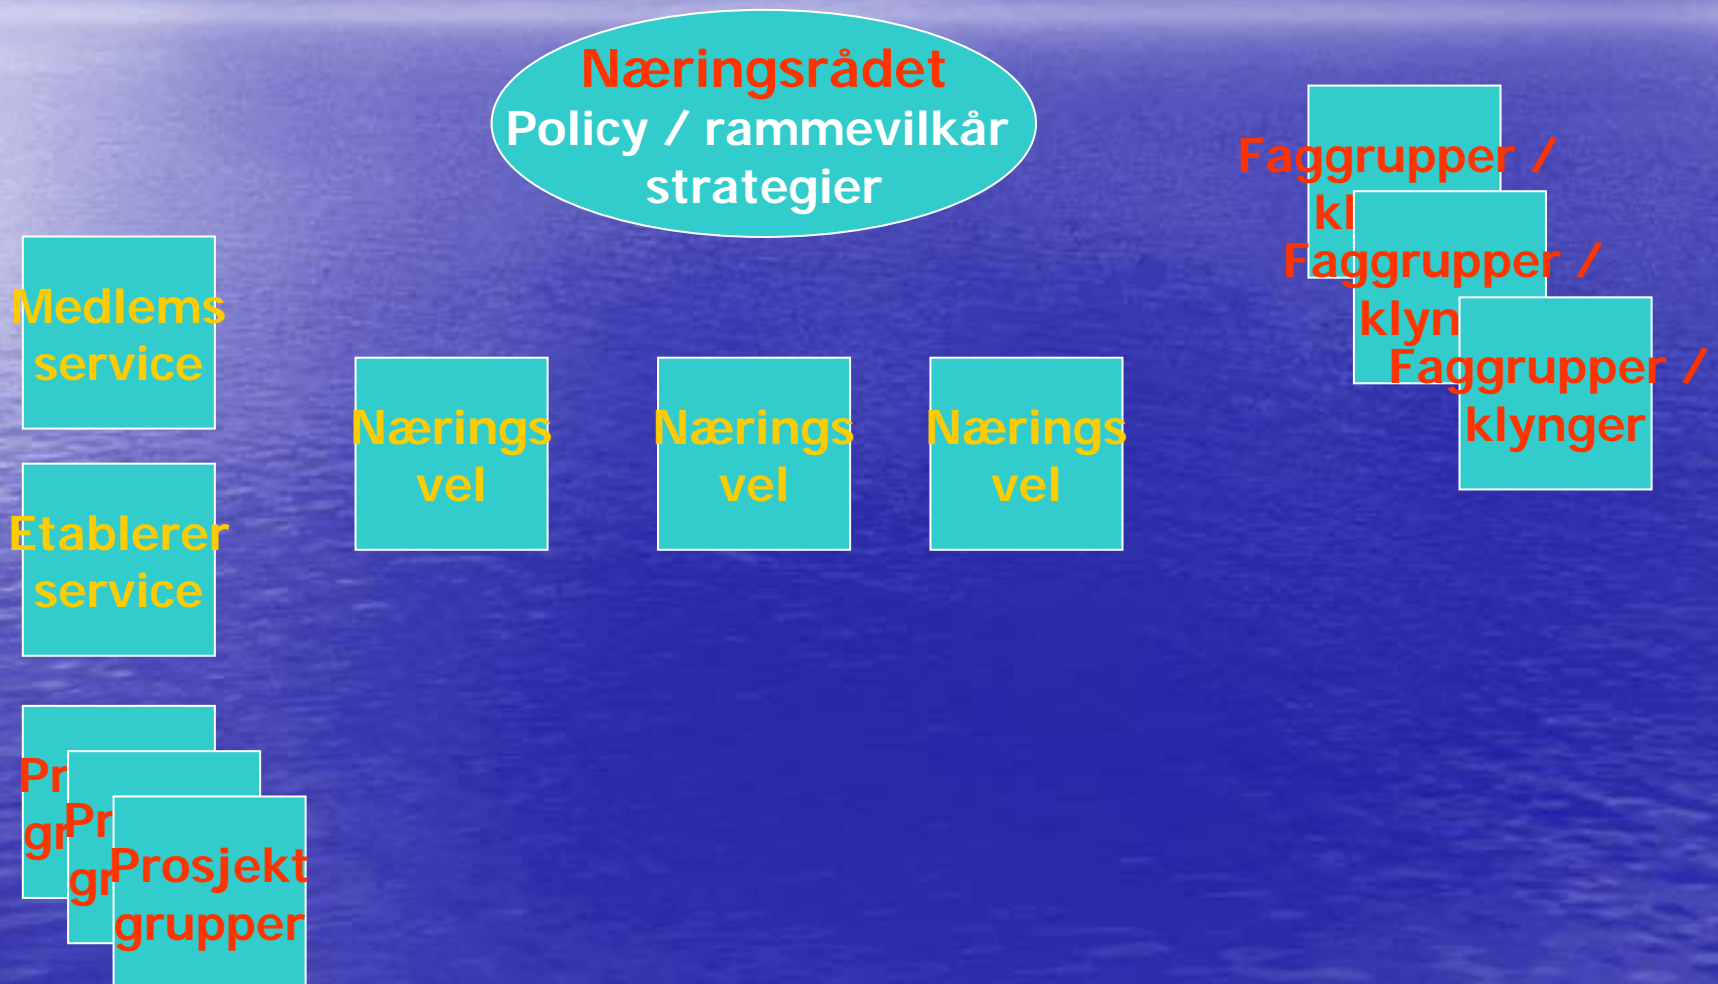 Næringsrådet
Policy / rammevilkår
strategier
Faggrupper /
kl
Faggrupper /
klyn
Faggrupper /
klynger
Medlems
service
Nærings
vel
Nærings
vel
Nærings
vel
Etablerer
service
Pr
gr
Pr
gr
Prosjekt
grupper